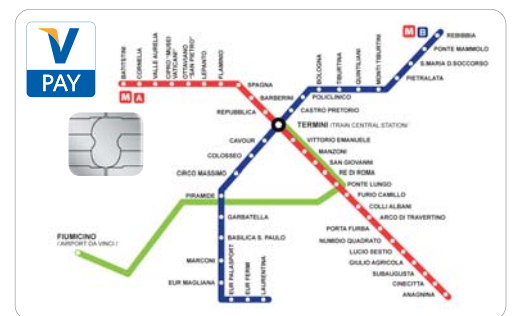 V
PAY
BATTISTINI
CORNELIA
VALLE AURELIA
CIPRO "MUSEI
VATICANI"
OTTAVIANO
"SAN PIETRO"
LEPANTO
FLAMINIO
M A
SPAGNA
BARBERINI
REPUBBLICA
BOLOGNA
TIBURTINA
QUINTILIANI
MONTI TIBURTINI
M B
REBIBBIA
PONTE MAMMOLO
S.MARIA D.SOCCORSO
PIETRALATA
POLICLINICO
CASTRO PRETORIO
TERMINI /TRAIN CENTRAL STATION/
CAVOUR
COLOSSEO
CIRCO MASSIMO
PIRAMIDE
VITTORIO EMANUELE
MANZONI
SAN GIOVANNI
RE DI ROMA
PONTE LUNGO
FURIO CAMILLO
COLLI ALBANI
ARCO DI TRAVERTINO
PORTA FURBA
NUMIDIO QUADRATO
LUCIO SESTIO
GIULIO AGRICOLA
SUBAUGUSTA
CINECITTA
ANAGNINA
GARBATELLA
BASILICA S. PAULO
MARCONI
EUR MAGLIANA
EUR PALASPORT
EUR FERMI
LAURENTINA
FIUMICINO
/AIRPORT DA VINCI/